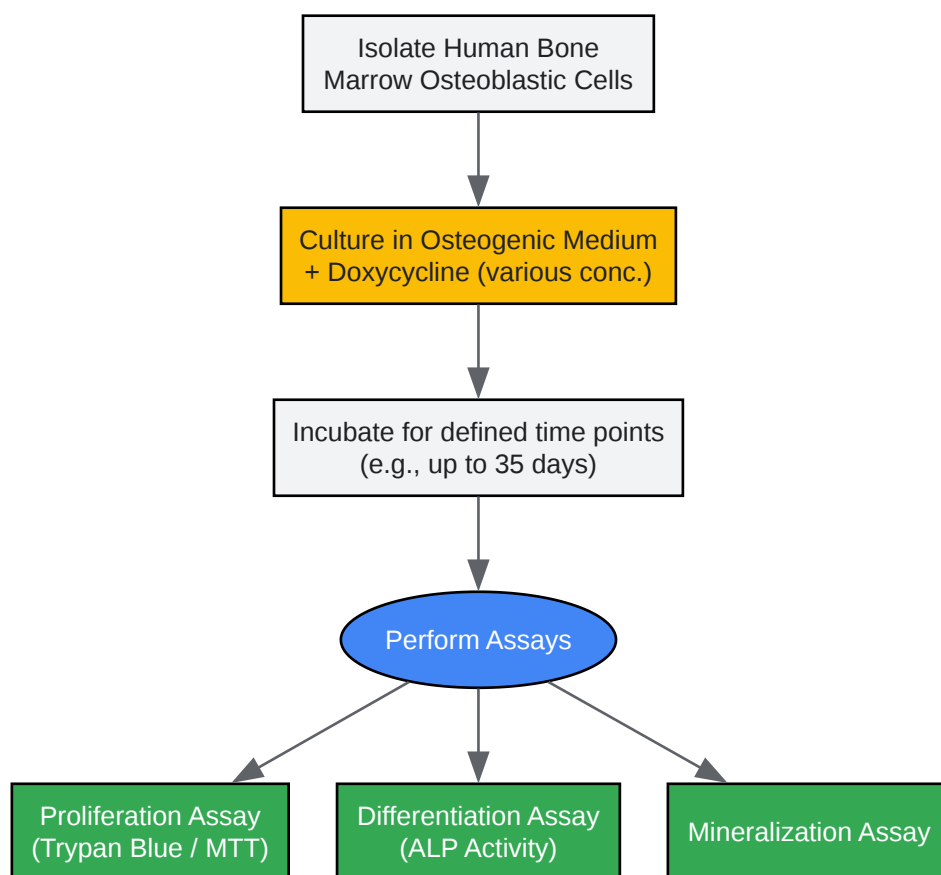 Isolate Human Bone
Marrow Osteoblastic Cells
Culture in Osteogenic Medium
+ Doxycycline (various conc.)
Incubate for defined time points
(e.g., up to 35 days)
Perform Assays
Proliferation Assay
(Trypan Blue / MTT)
Differentiation Assay
(ALP Activity)
Mineralization Assay